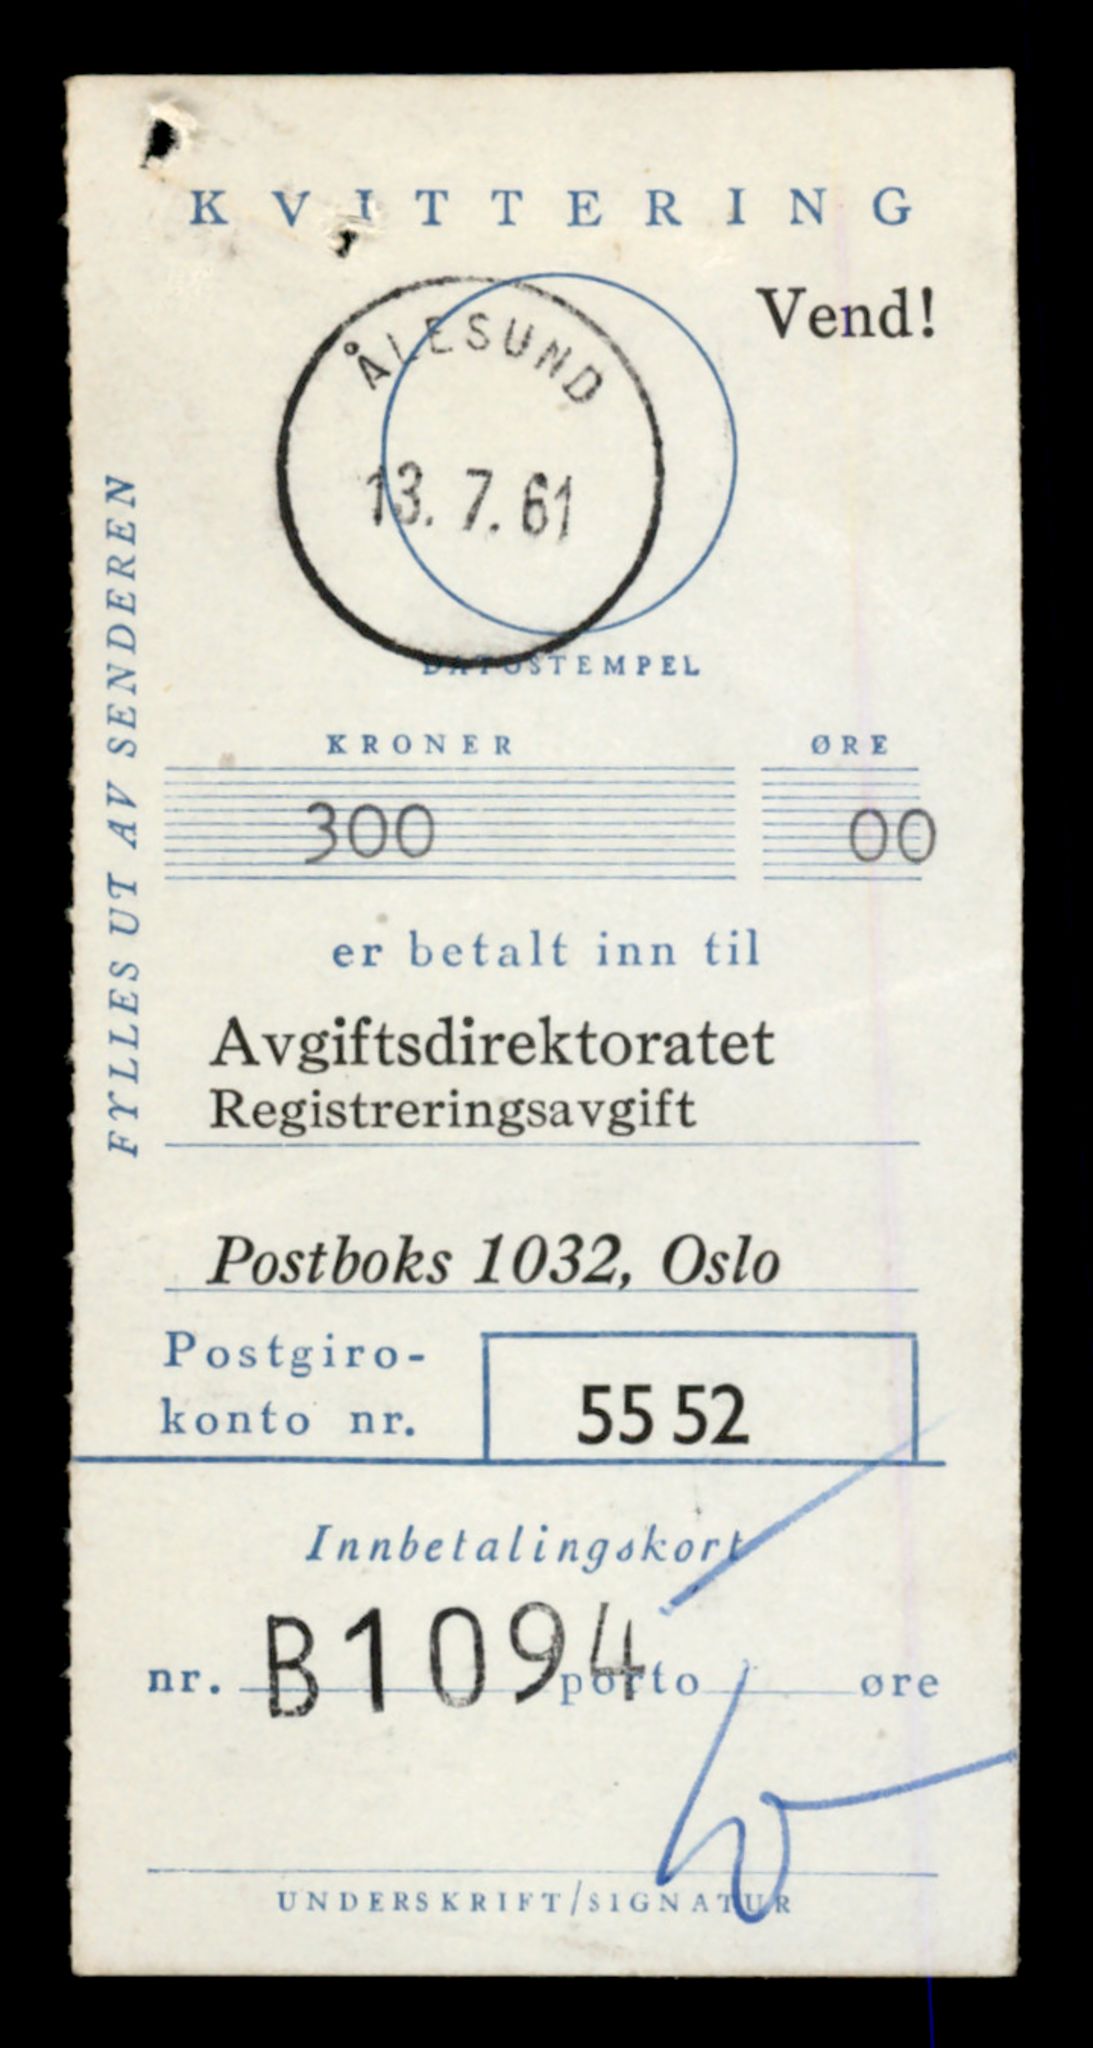 KVITTERING
Vend!
ÅLESUND
13. 7. 61
DATOSTEMPEL
FYLLES UT AV SENDEREN
KRONER ØRE
300 00
er betalt inn til
Avgiftsdirektoratet
Registreringsavgift
Postboks 1032, Oslo
Postgiro-
konto nr.
55 52
Innbetalingskort
nr. B1094 porto øre
UNDERSKRIFT/SIGNATUR